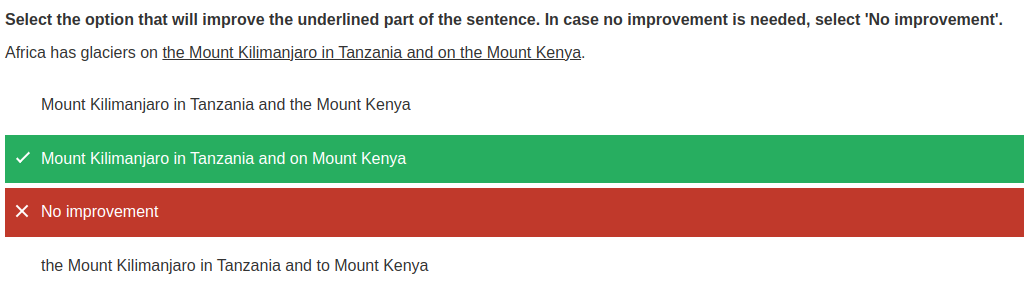 Select the option that will improve the underlined part of the sentence. In case no improvement is needed, select 'No improvement'.
Africa has glaciers on the Mount Kilimanjaro in Tanzania and on the Mount Kenya.
Mount Kilimanjaro in Tanzania and the Mount Kenya
Mount Kilimanjaro in Tanzania and on Mount Kenya
No improvement
the Mount Kilimanjaro in Tanzania and to Mount Kenya